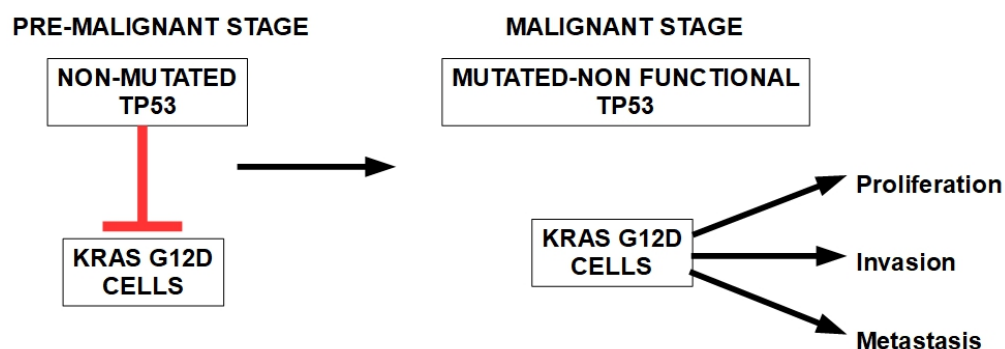 PRE-MALIGNANT STAGE
NON-MUTATED
TP53
KRAS G12D
CELLS
MALIGNANT STAGE
MUTATED-NON FUNCTIONAL
TP53
KRAS G12D
CELLS
Proliferation
Invasion
Metastasis